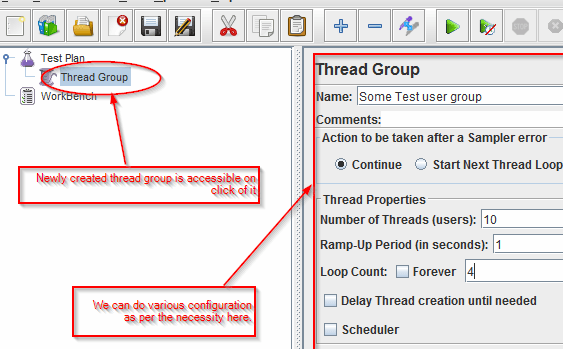 Test Plan
Thread Group
WorkBench
Newly created thread group is accessible on
click of it
We can do various configuration
as per the necessity here.
Thread Group
Name: Some Test user group
Comments:
Action to be taken after a Sampler error
Continue Start Next Thread Loop
Thread Properties
Number of Threads (users): 10
Ramp-Up Period (in seconds): 1
Loop Count: Forever 4
Delay Thread creation until needed
Scheduler